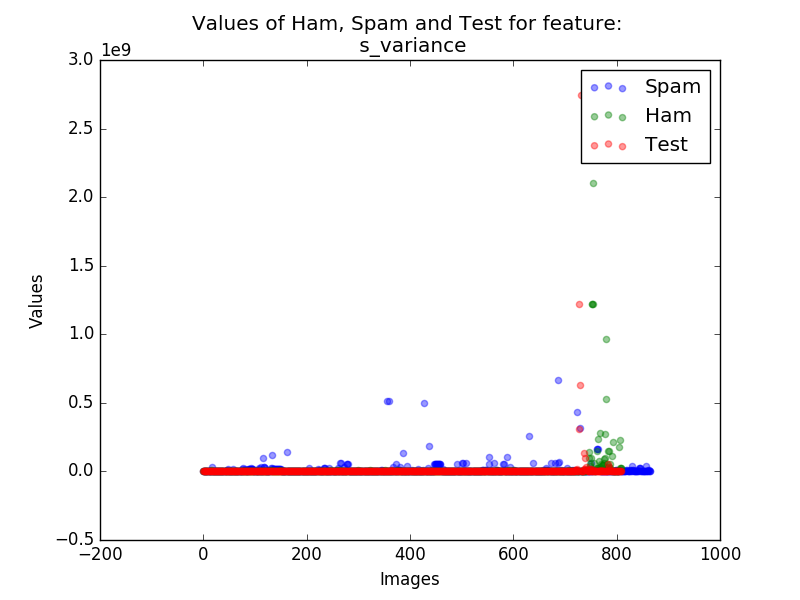 Values of Ham, Spam and Test for feature:
s_variance
1e9
3.0
2.5
2.0
1.5
1.0
0.5
0.0
−0.5
−200
0
200
400
600
800
1000
Values
Images
Spam
Ham
Test